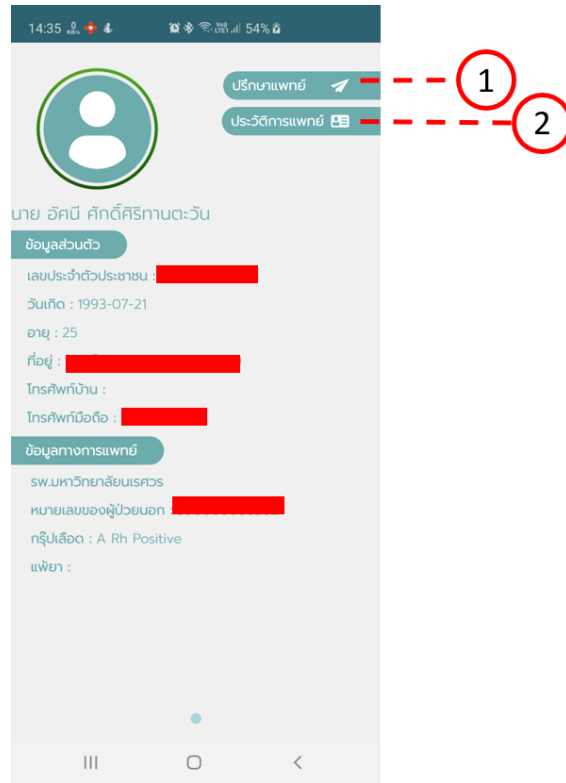 14:35 54%
ปรึกษาแพทย์
1
ประวัติการแพทย์
2
นาย อัศนี ศักดิ์ศิริทานตะวัน
ข้อมูลส่วนตัว
เลขประจำตัวประชาชน :
วันเกิด : 1993-07-21
อายุ : 25
ที่อยู่ :
โทรศัพท์บ้าน :
โทรศัพท์มือถือ :
ข้อมูลทางการแพทย์
รพ.มหาวิทยาลัยนเรศวร
หมายเลขของผู้ป่วยนอก :
กรุ๊ปเลือด : A Rh Positive
แพ้ยา :